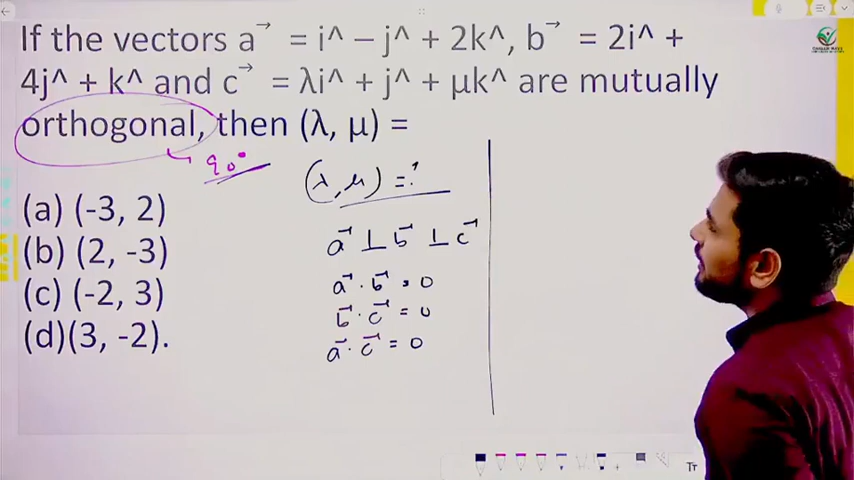 If the vectors a⃗ = i^ − j^ + 2k^, b⃗ = 2i^ +
4j^ + k^ and c⃗ = λi^ + j^ + μk^ are mutually
orthogonal, then (λ, μ) =
90°
(λ, μ) = ?
(a) (-3, 2)
(b) (2, -3)
(c) (-2, 3)
(d)(3, -2).
a⃗ ⊥ b⃗ ⊥ c⃗
a⃗ · b⃗ = 0
b⃗ · c⃗ = 0
a⃗ · c⃗ = 0
Tт